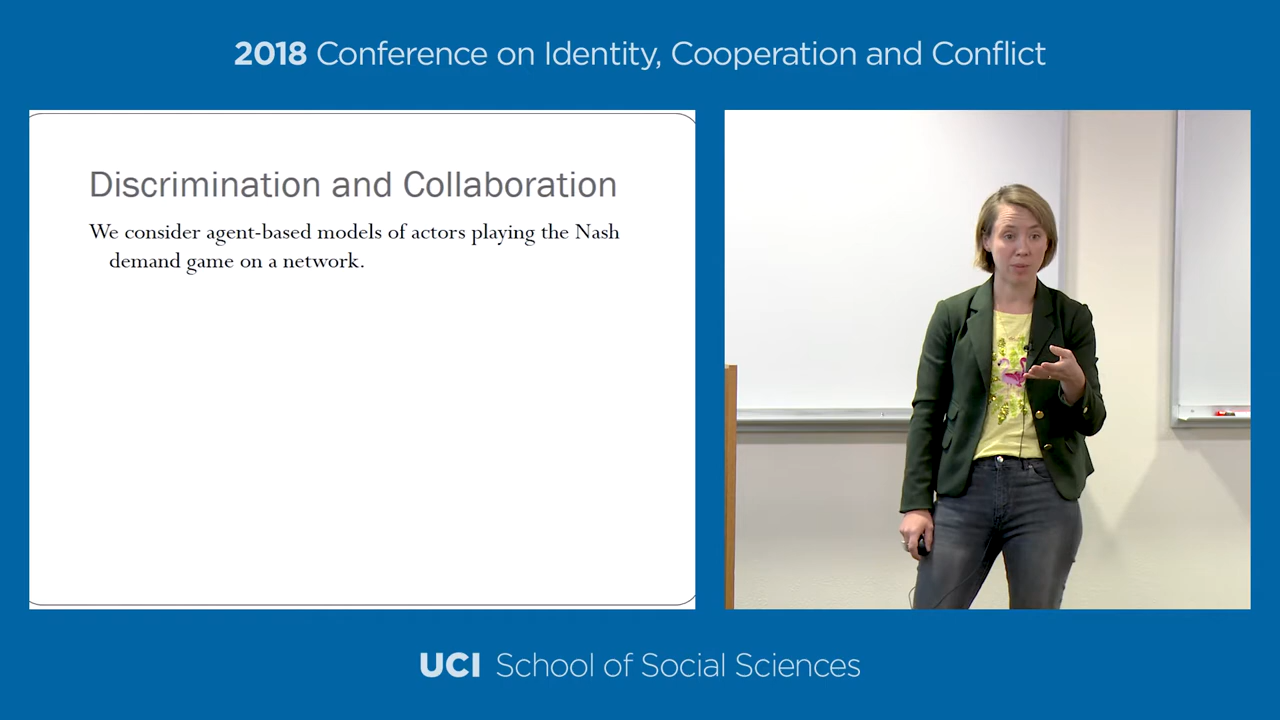 2018 Conference on Identity, Cooperation and Conflict
Discrimination and Collaboration
We consider agent-based models of actors playing the Nash
demand game on a network.
UCI School of Social Sciences